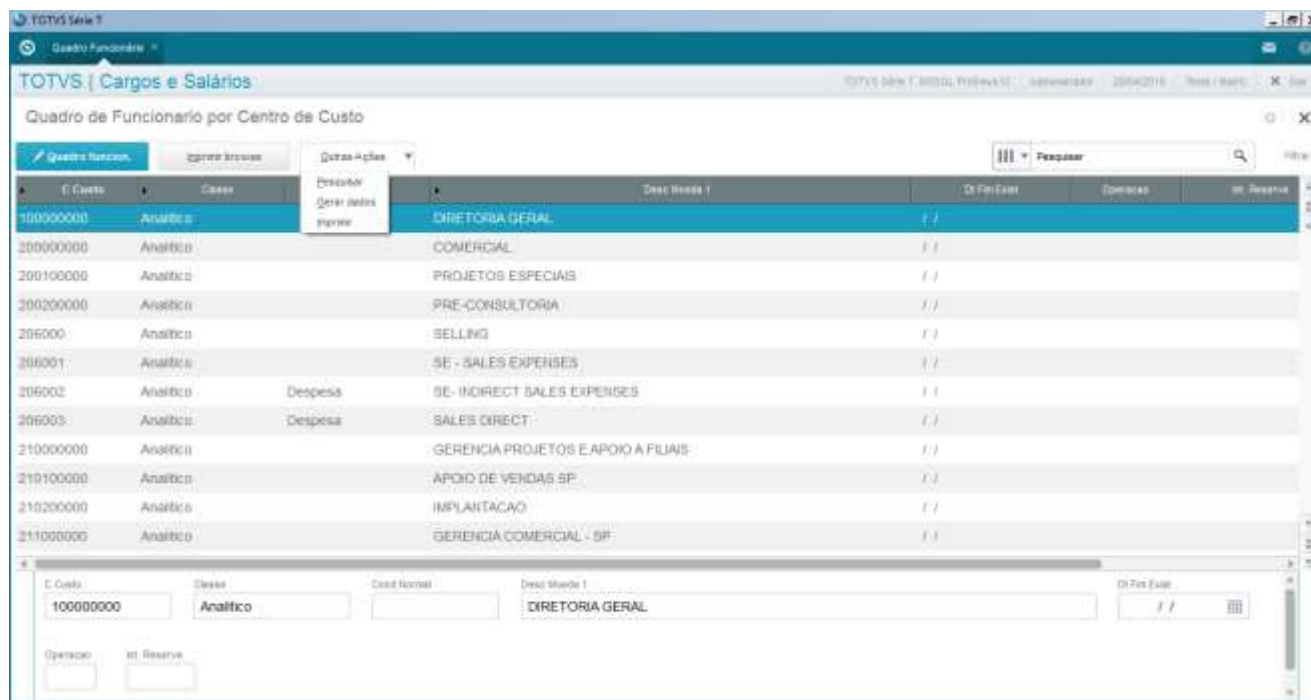 TOTVS Série T
Quadro Funcionário
TOTVS | Cargos e Salários
Quadro de Funcionario por Centro de Custo
Quadro funcion. Imprimir browse Outras Ações Pesquisar
Pesquisar
Gerar dados
Imprimir
C Custo Classe Desc Moeda 1 Dt Fim Exist Operacao Int. Reserva
100000000 Analitico DIRETORIA GERAL / /
200000000 Analitico COMERCIAL / /
200100000 Analitico PROJETOS ESPECIAIS / /
200200000 Analitico PRE-CONSULTORIA / /
206000 Analitico SELLING / /
206001 Analitico SE - SALES EXPENSES / /
206002 Analitico Despesa SE- INDIRECT SALES EXPENSES / /
206003 Analitico Despesa SALES DIRECT / /
210000000 Analitico GERENCIA PROJETOS E APOIO A FILIAIS / /
210100000 Analitico APOIO DE VENDAS SP / /
210200000 Analitico IMPLANTACAO / /
211000000 Analitico GERENCIA COMERCIAL - SP / /
C Custo Classe Cond Normal Desc Moeda 1 Dt Fim Exist
100000000 Analitico DIRETORIA GERAL / /
Operacao Int. Reserva